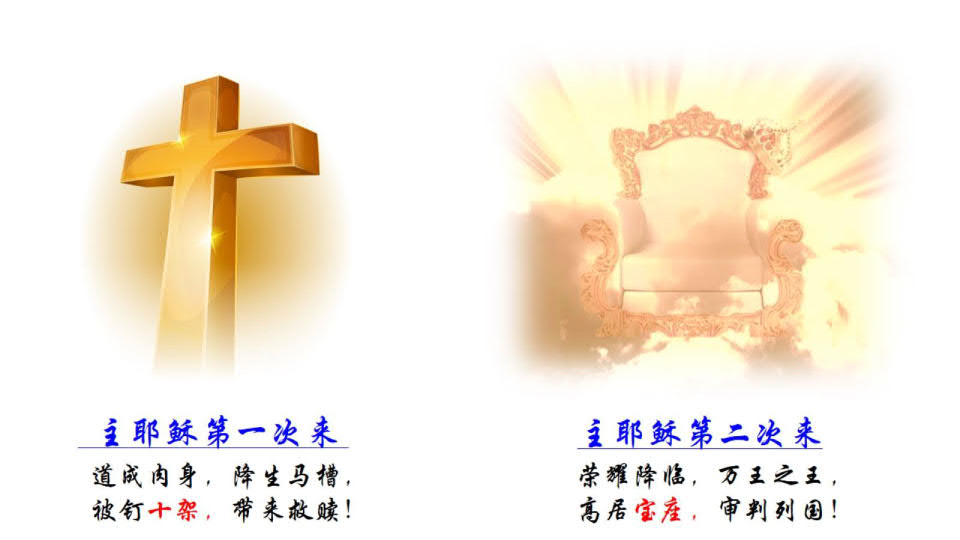 主耶稣第一次来
道成肉身，降生马槽，
被钉十架，带来救赎！
主耶稣第二次来
荣耀降临，万王之王，
高居宝座，审判列国！